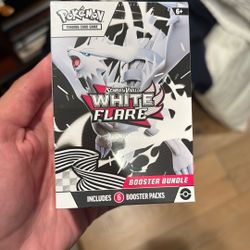 POKÉMON
TRADING CARD GAME
6+
SCARLET & VIOLET
WHITE
FLARE
BOOSTER BUNDLE
INCLUDES 6 BOOSTER PACKS